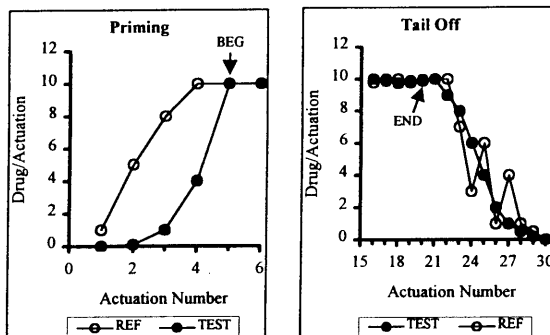 Priming
BEG
Drug/Actuation
12
10
8
6
4
2
0
0 2 4 6
Actuation Number
REF TEST
Tail Off
END
Drug/Actuation
12
10
8
6
4
2
0
15 18 21 24 27 30
Actuation Number
TEST REF